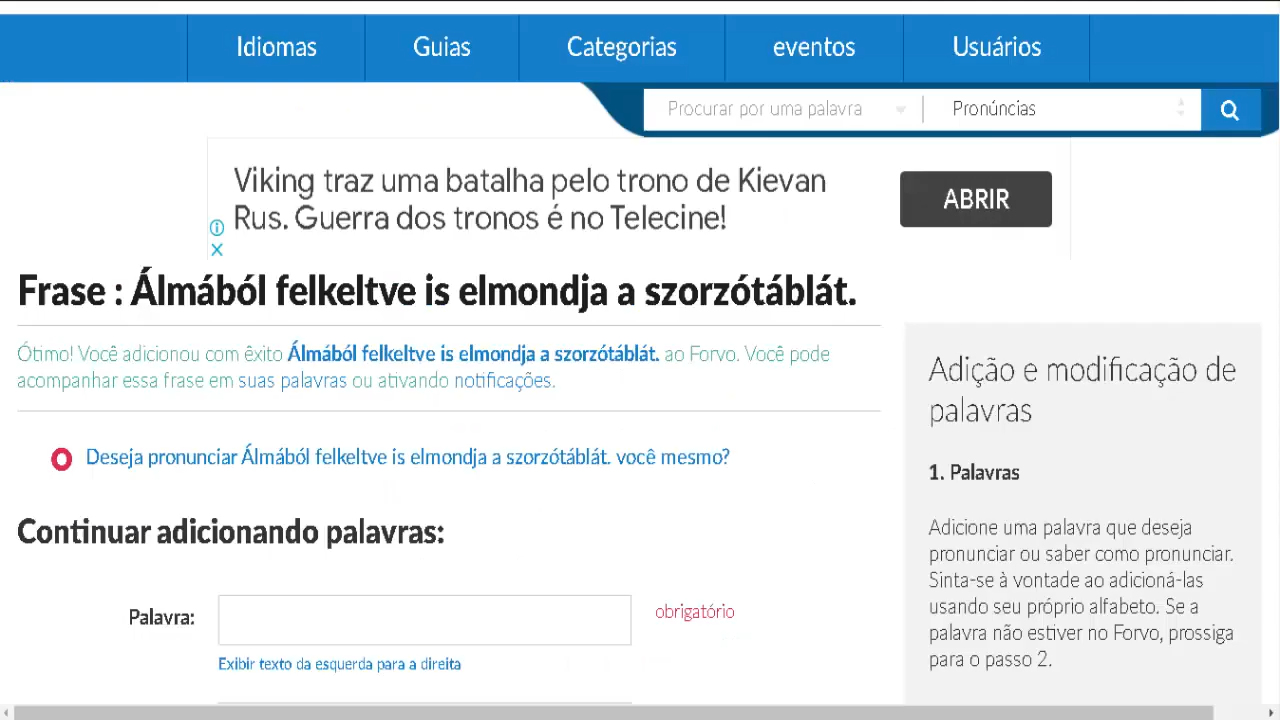 Idiomas Guias Categorias eventos Usuários
Procurar por uma palavra Pronúncias
Viking traz uma batalha pelo trono de Kievan
Rus. Guerra dos tronos é no Telecine!
ABRIR
Frase : Álmából felkeltve is elmondja a szorzótáblát.
Ótimo! Você adicionou com êxito Álmából felkeltve is elmondja a szorzótáblát. ao Forvo. Você pode
acompanhar essa frase em suas palavras ou ativando notificações.
Deseja pronunciar Álmából felkeltve is elmondja a szorzótáblát. você mesmo?
Continuar adicionando palavras:
Palavra: obrigatório
Exibir texto da esquerda para a direita
Adição e modificação de
palavras
1. Palavras
Adicione uma palavra que deseja
pronunciar ou saber como pronunciar.
Sinta-se à vontade ao adicioná-las
usando seu próprio alfabeto. Se a
palavra não estiver no Forvo, prossiga
para o passo 2.